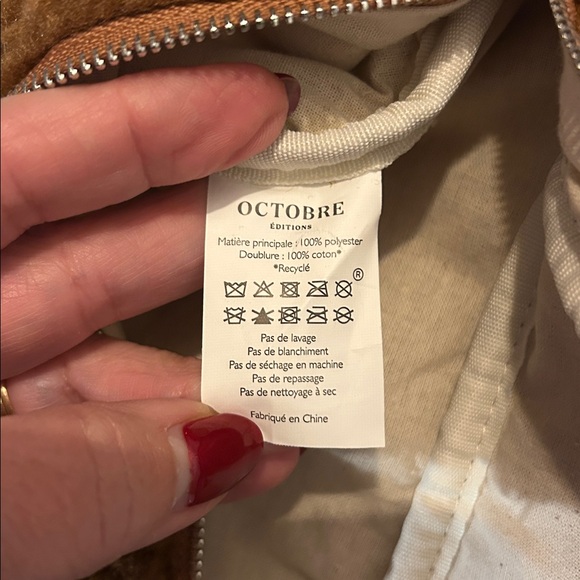 OCTOBRE
ÉDITIONS
Matière principale : 100% polyester
Doublure : 100% coton*
*Recyclé
®
Pas de lavage
Pas de blanchiment
Pas de séchage en machine
Pas de repassage
Pas de nettoyage à sec
Fabriqué en Chine